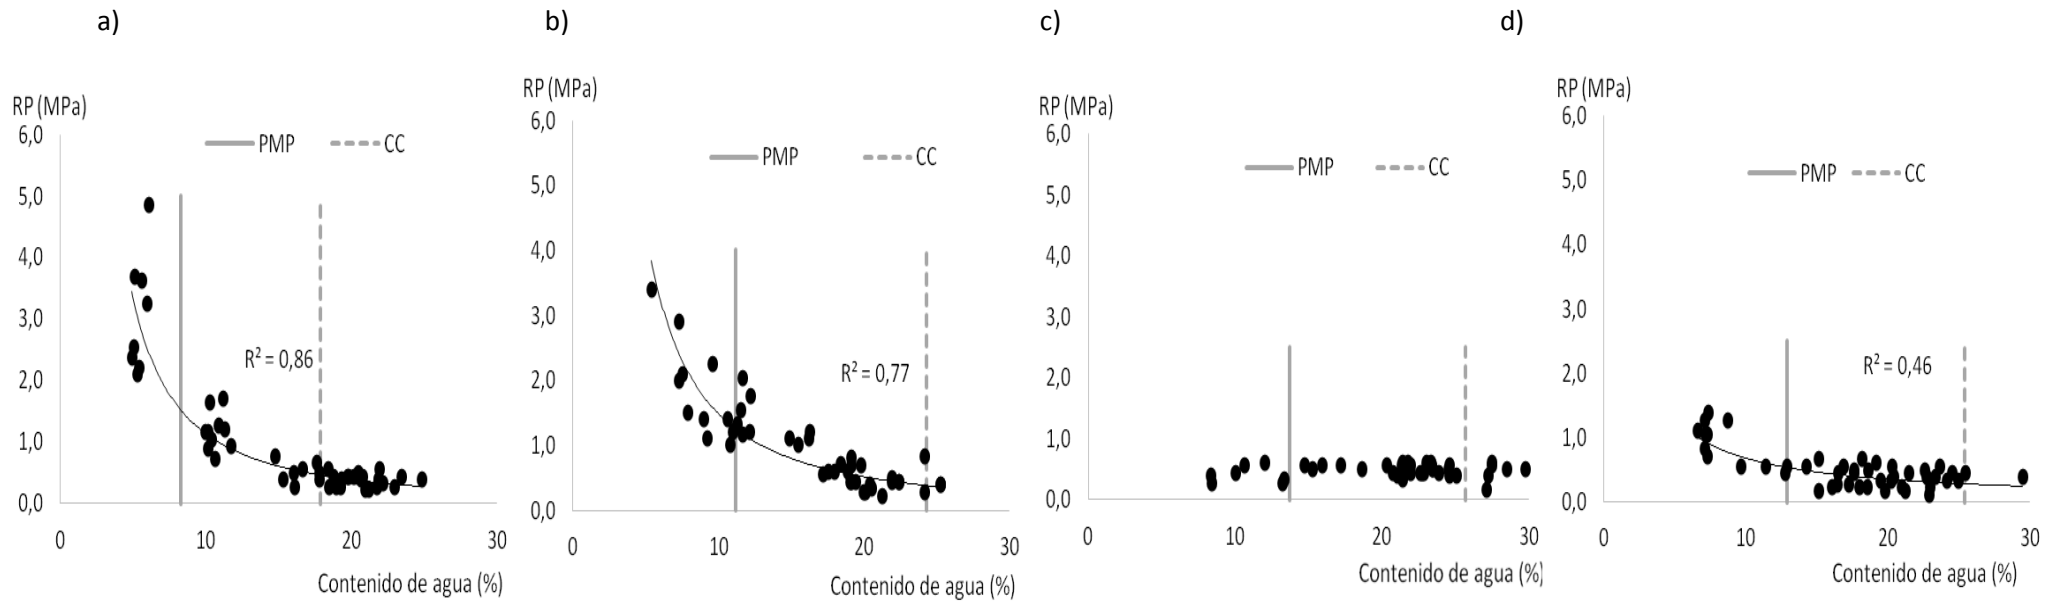 a)
RP (MPa)
6,0
5,0
4,0
3,0
2,0
1,0
0,0
PMP
CC
R² = 0,86
0
10
20
30
Contenido de agua (%)
b)
RP (MPa)
6,0
5,0
4,0
3,0
2,0
1,0
0,0
PMP
CC
R² = 0,77
0
10
20
30
Contenido de agua (%)
c)
RP (MPa)
6,0
5,0
4,0
3,0
2,0
1,0
0,0
PMP
CC
0
10
20
30
Contenido de agua (%)
d)
RP (MPa)
6,0
5,0
4,0
3,0
2,0
1,0
0,0
PMP
CC
R² = 0,46
0
10
20
30
Contenido de agua (%)